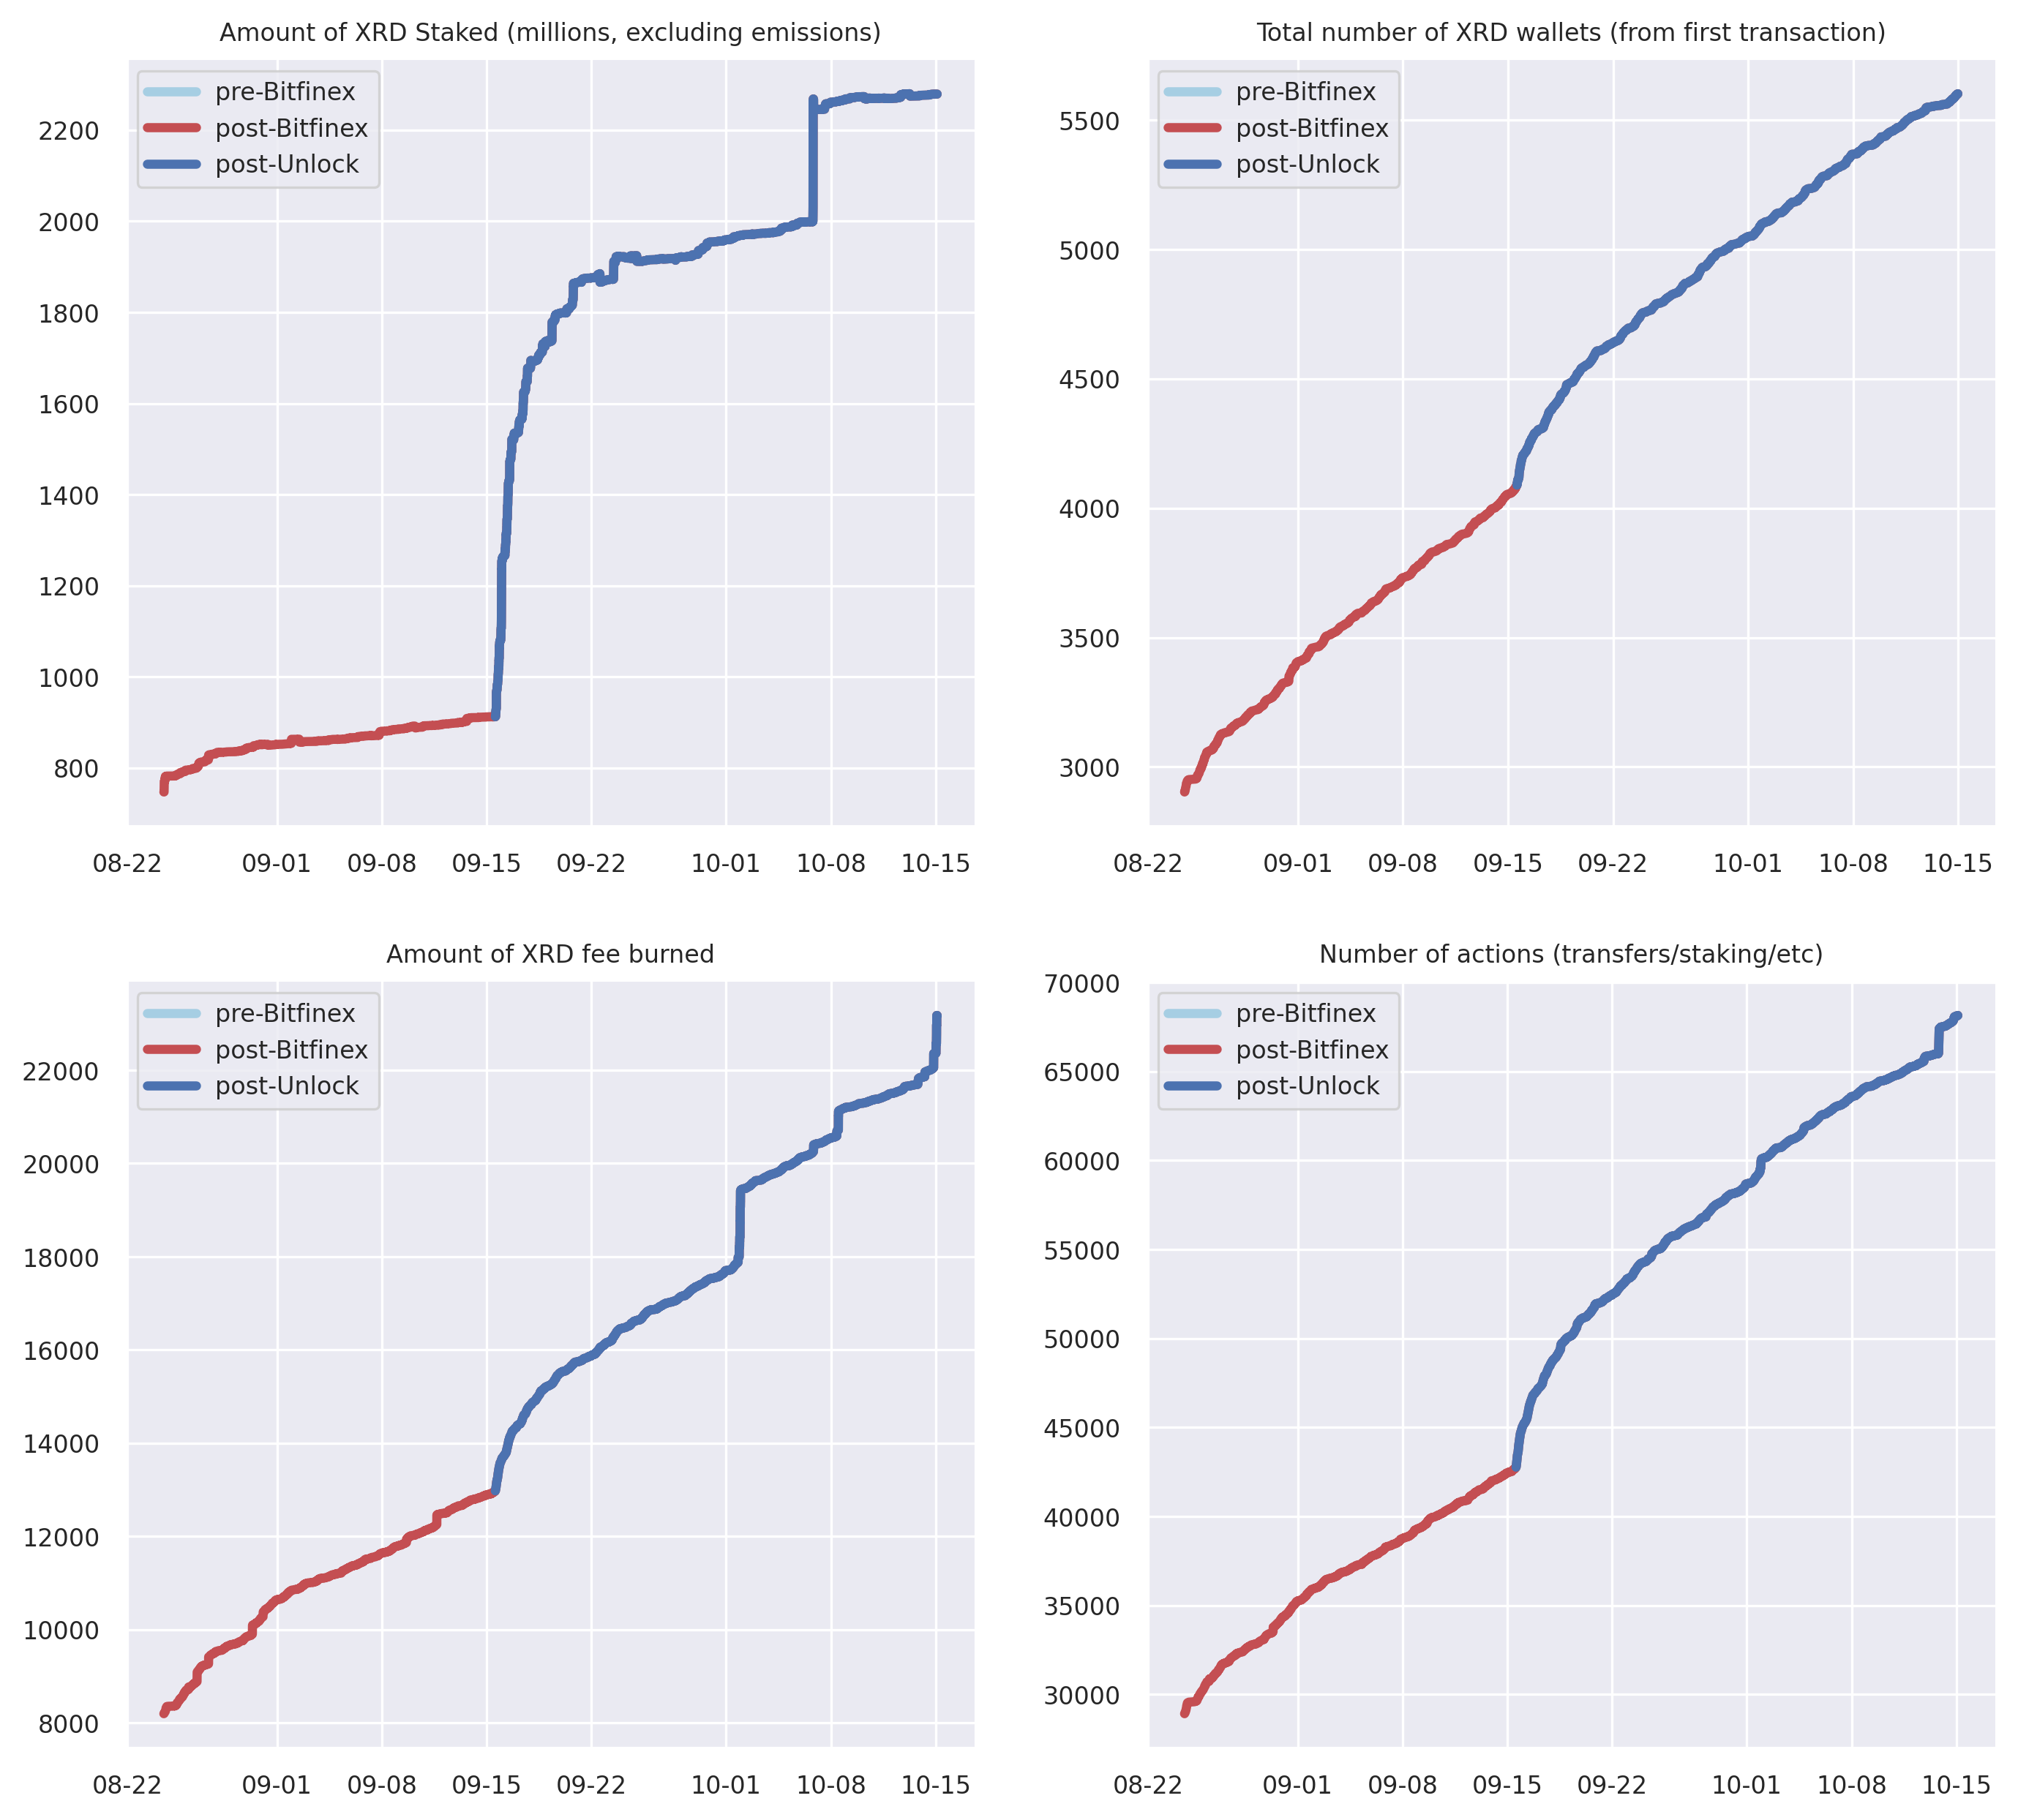 Amount of XRD Staked (millions, excluding emissions)
pre-Bitfinex
post-Bitfinex
post-Unlock
2200
2000
1800
1600
1400
1200
1000
800
08-22 09-01 09-08 09-15 09-22 10-01 10-08 10-15
Total number of XRD wallets (from first transaction)
pre-Bitfinex
post-Bitfinex
post-Unlock
5500
5000
4500
4000
3500
3000
08-22 09-01 09-08 09-15 09-22 10-01 10-08 10-15
Amount of XRD fee burned
pre-Bitfinex
post-Bitfinex
post-Unlock
22000
20000
18000
16000
14000
12000
10000
8000
08-22 09-01 09-08 09-15 09-22 10-01 10-08 10-15
Number of actions (transfers/staking/etc)
70000
pre-Bitfinex
post-Bitfinex
post-Unlock
65000
60000
55000
50000
45000
40000
35000
30000
08-22 09-01 09-08 09-15 09-22 10-01 10-08 10-15